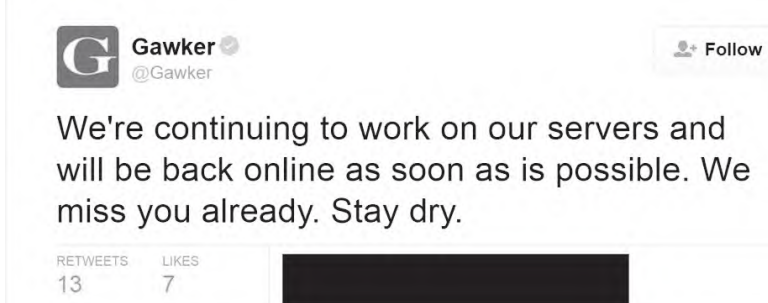 G
Gawker
@Gawker
Follow
We're continuing to work on our servers and
will be back online as soon as is possible. We
miss you already. Stay dry.
RETWEETS LIKES
13 7